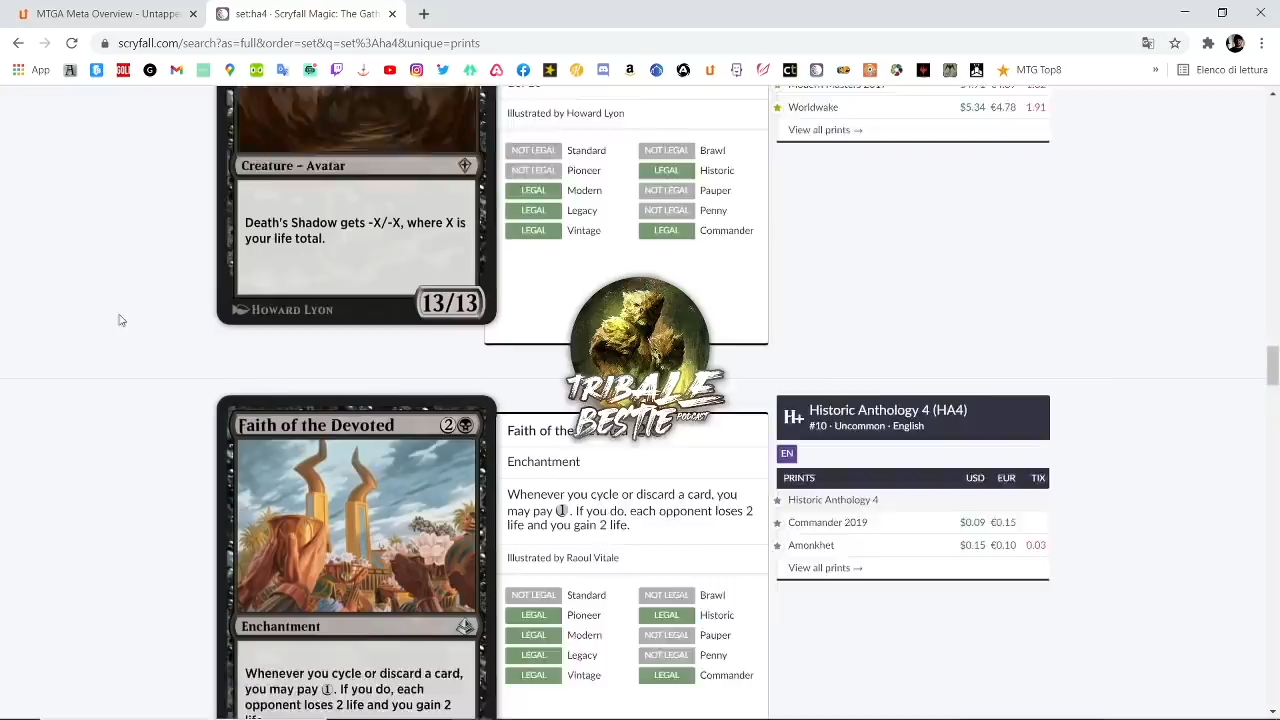 MTGA Meta Overview - Untappe
set:ha4 · Scryfall Magic: The Gath
scryfall.com/search?as=full&order=set&q=set%3Aha4&unique=prints
App
MTG Top8
Elenco di lettura
Creature – Avatar
Death's Shadow gets -X/-X, where X is
your life total.
HOWARD LYON
13/13
Illustrated by Howard Lyon
NOT LEGAL Standard NOT LEGAL Brawl
NOT LEGAL Pioneer LEGAL Historic
LEGAL Modern NOT LEGAL Pauper
LEGAL Legacy NOT LEGAL Penny
LEGAL Vintage LEGAL Commander
Worldwake $5.34 €4.78 1.91
View all prints →
TRIBALE
BESTIE PODCAST
Faith of the Devoted 2
Enchantment
Whenever you cycle or discard a card,
you may pay 1. If you do, each
opponent loses 2 life and you gain 2
Faith of the
Enchantment
Whenever you cycle or discard a card, you
may pay 1. If you do, each opponent loses 2
life and you gain 2 life.
Illustrated by Raoul Vitale
NOT LEGAL Standard NOT LEGAL Brawl
LEGAL Pioneer LEGAL Historic
LEGAL Modern NOT LEGAL Pauper
LEGAL Legacy NOT LEGAL Penny
LEGAL Vintage LEGAL Commander
H+ Historic Anthology 4 (HA4)
#10 · Uncommon · English
EN
PRINTS USD EUR TIX
Historic Anthology 4
Commander 2019 $0.09 €0.15
Amonkhet $0.15 €0.10 0.03
View all prints →